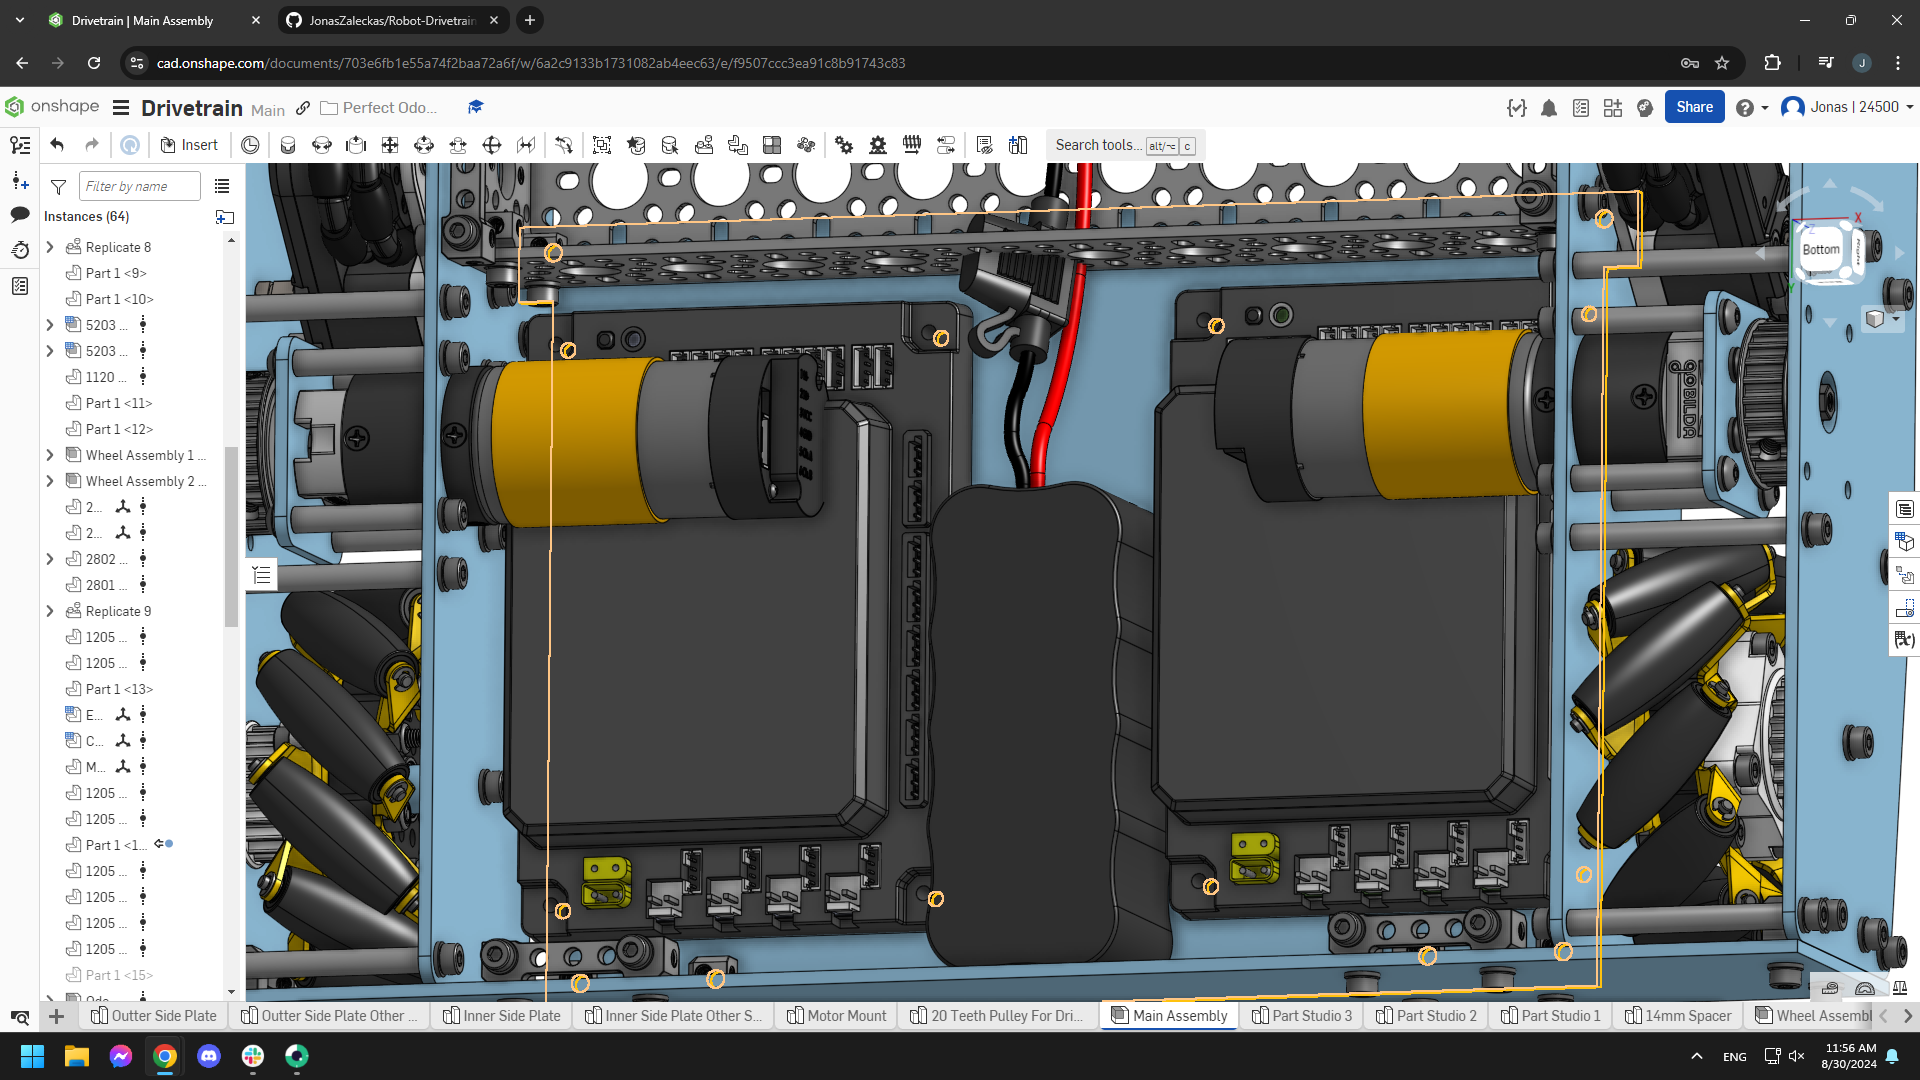 Drivetrain | Main Assembly
JonasZaleckas/Robot-Drivetrain
cad.onshape.com/documents/703e6fb1e55a74f2baa72a6f/w/6a2c9133b1731082ab4eec63/e/f9507ccc3ea91c8b91743c83
J
onshape
Drivetrain Main
Perfect Odo...
Share
Jonas | 24500
Insert
Search tools... alt/⌥ c
Filter by name
Instances (64)
Replicate 8
Part 1 <9>
Part 1 <10>
5203 ...
5203 ...
1120 ...
Part 1 <11>
Part 1 <12>
Wheel Assembly 1 ...
Wheel Assembly 2 ...
2...
2...
2802 ...
2801 ...
Replicate 9
1205 ...
1205 ...
Part 1 <13>
E...
C...
M...
1205 ...
1205 ...
Part 1 <1...
1205 ...
1205 ...
1205 ...
1205 ...
Part 1 <15>
X
Z
Y
Bottom
Right
goBILDA
Outter Side Plate
Outter Side Plate Other ...
Inner Side Plate
Inner Side Plate Other S...
Motor Mount
20 Teeth Pulley For Dri...
Main Assembly
Part Studio 3
Part Studio 2
Part Studio 1
14mm Spacer
Wheel Assembl
ENG
11:56 AM
8/30/2024